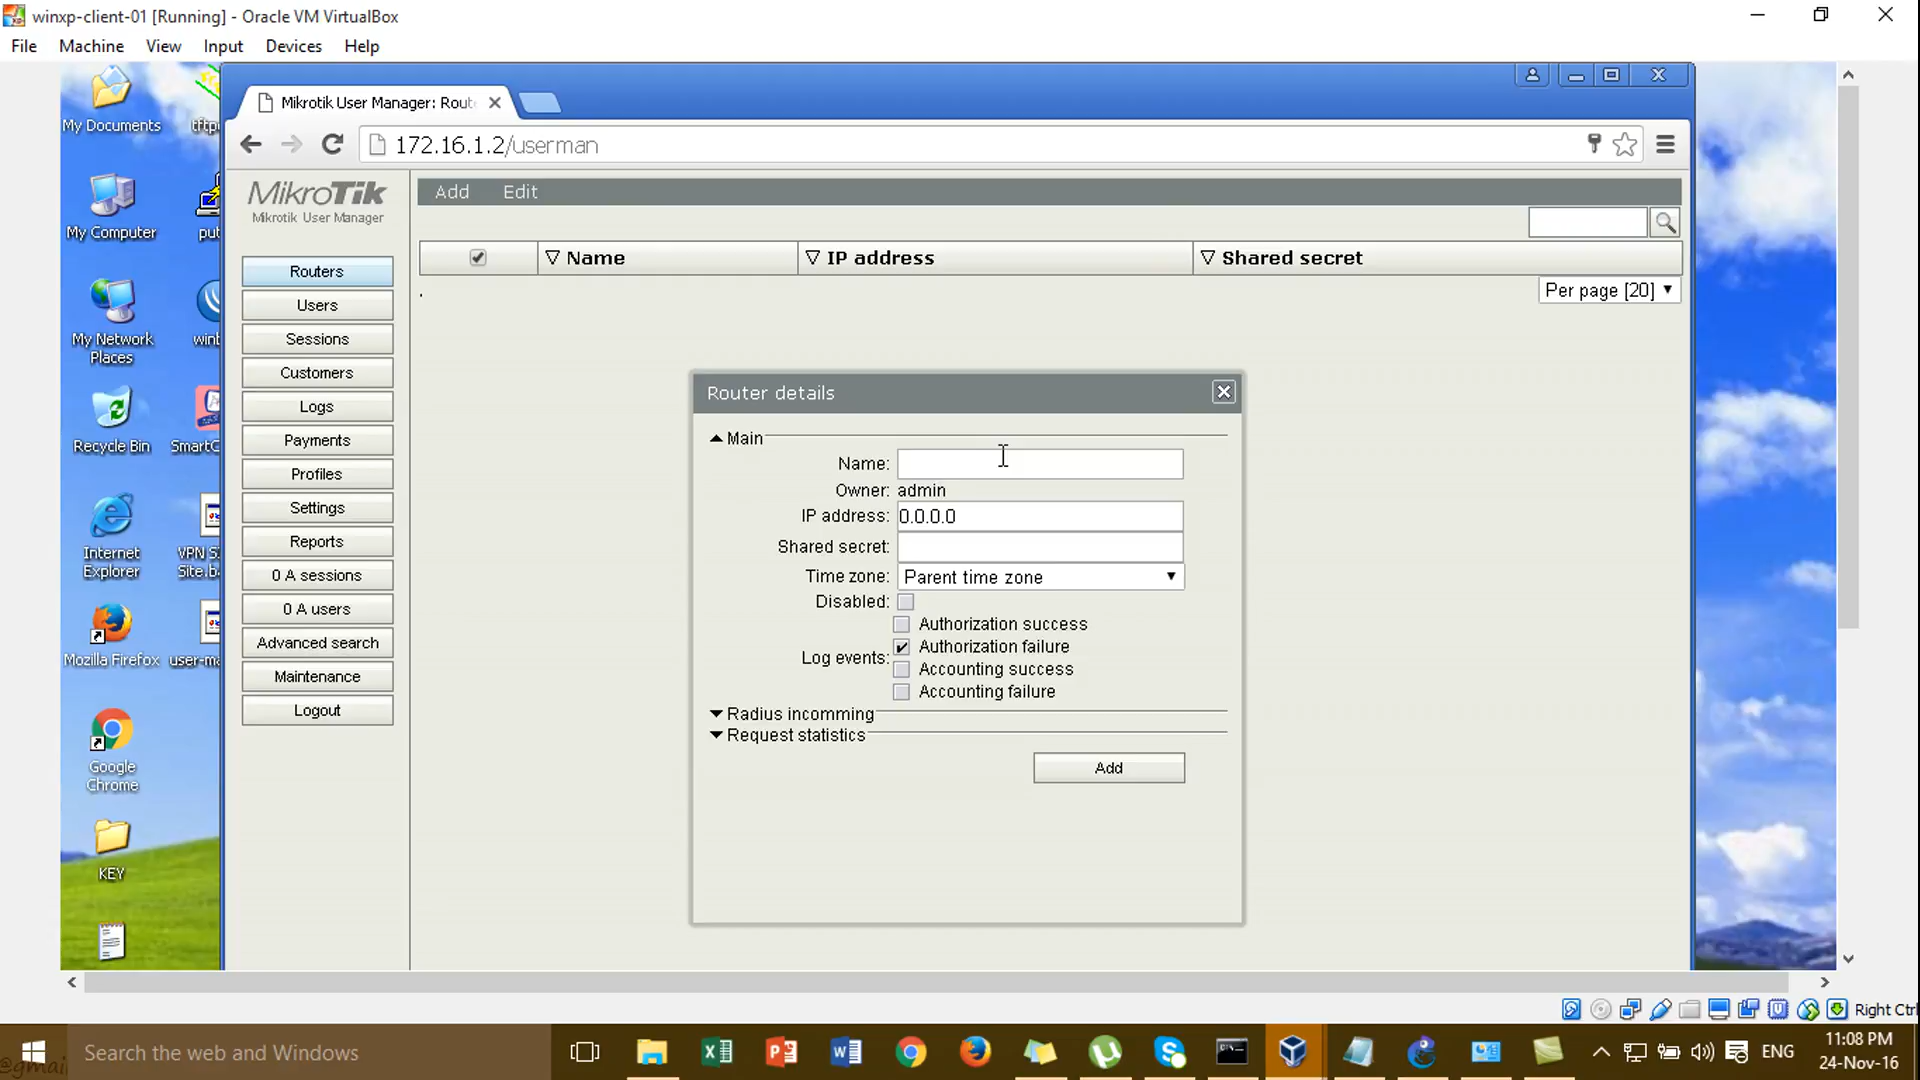 winxp-client-01 [Running] - Oracle VM VirtualBox
File Machine View Input Devices Help
My Documents
My Computer
My Network Places
Recycle Bin
SmartC
Internet Explorer
VPN S
Site.b
Mozilla Firefox
user-m
Google Chrome
KEY
Mikrotik User Manager: Rout
172.16.1.2/userman
MikroTik
Mikrotik User Manager
Routers
Users
Sessions
Customers
Logs
Payments
Profiles
Settings
Reports
0 A sessions
0 A users
Advanced search
Maintenance
Logout
Add Edit
Name IP address Shared secret
Per page [20]
Router details
Main
Name:
Owner: admin
IP address: 0.0.0.0
Shared secret:
Time zone: Parent time zone
Disabled:
Log events:
Authorization success
Authorization failure
Accounting success
Accounting failure
Radius incomming
Request statistics
Add
Right Ctrl
Search the web and Windows
ENG
11:08 PM
24-Nov-16